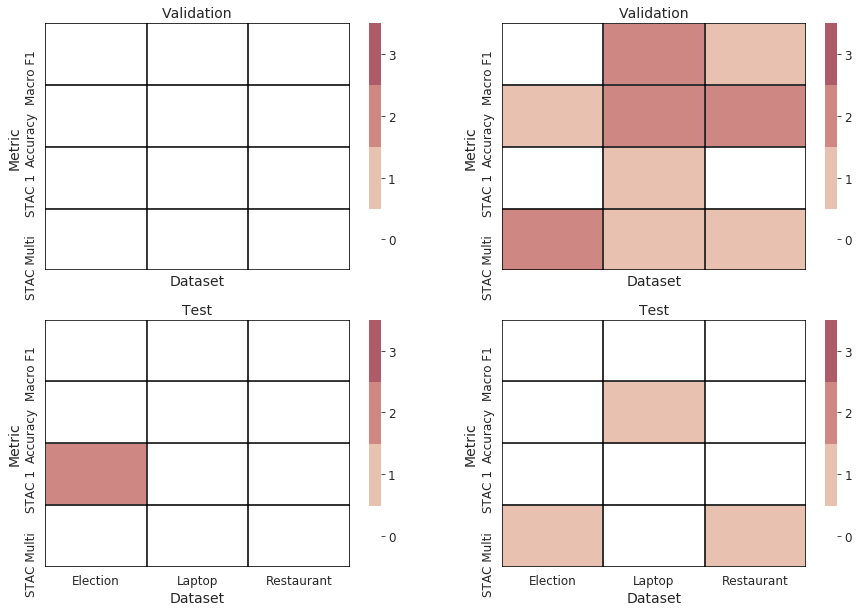 Validation
Macro F1
Accuracy
STAC 1
STAC Multi
Metric
Dataset
3
2
1
0
Validation
Macro F1
Accuracy
STAC 1
STAC Multi
Metric
Dataset
3
2
1
0
Test
Macro F1
Accuracy
STAC 1
STAC Multi
Metric
Election Laptop Restaurant
Dataset
3
2
1
0
Test
Macro F1
Accuracy
STAC 1
STAC Multi
Metric
Election Laptop Restaurant
Dataset
3
2
1
0